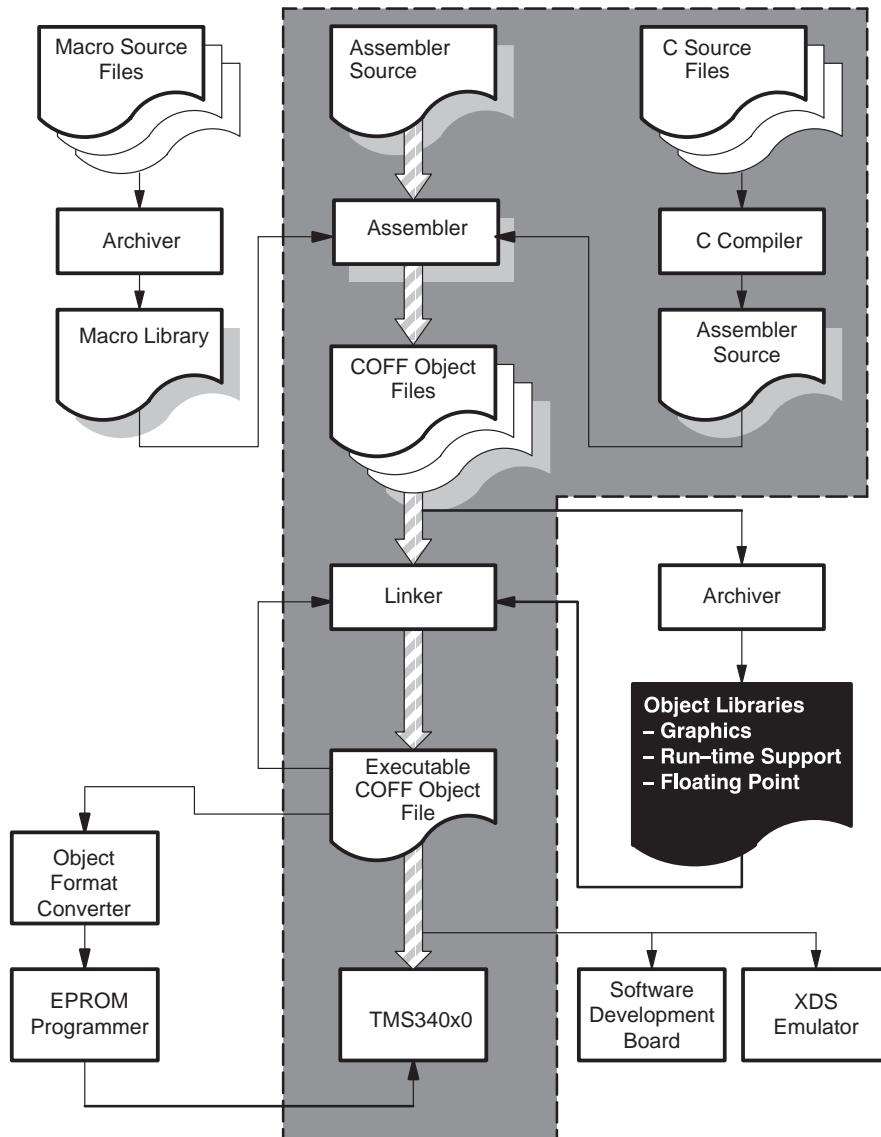 Macro Source
Files
Assembler
Source
C Source
Files
Archiver
Assembler
C Compiler
Macro Library
COFF Object
Files
Assembler
Source
Linker
Archiver
Object Libraries
– Graphics
– Run–time Support
– Floating Point
Executable
COFF Object
File
Object
Format
Converter
EPROM
Programmer
TMS340x0
Software
Development
Board
XDS
Emulator